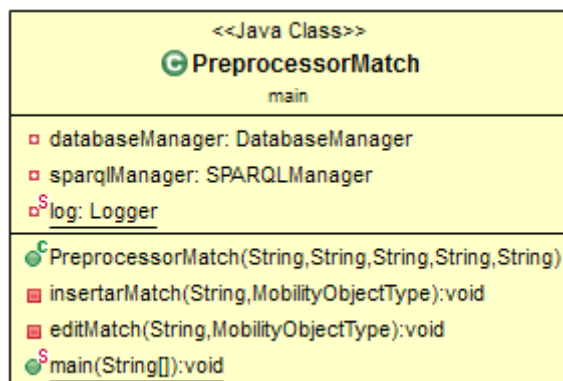 <<Java Class>>
C PreprocessorMatch
main
databaseManager: DatabaseManager
sparqlManager: SPARQLManager
S log: Logger
C PreprocessorMatch(String,String,String,String,String)
insertarMatch(String,MobilityObjectType):void
editMatch(String,MobilityObjectType):void
S main(String[]):void